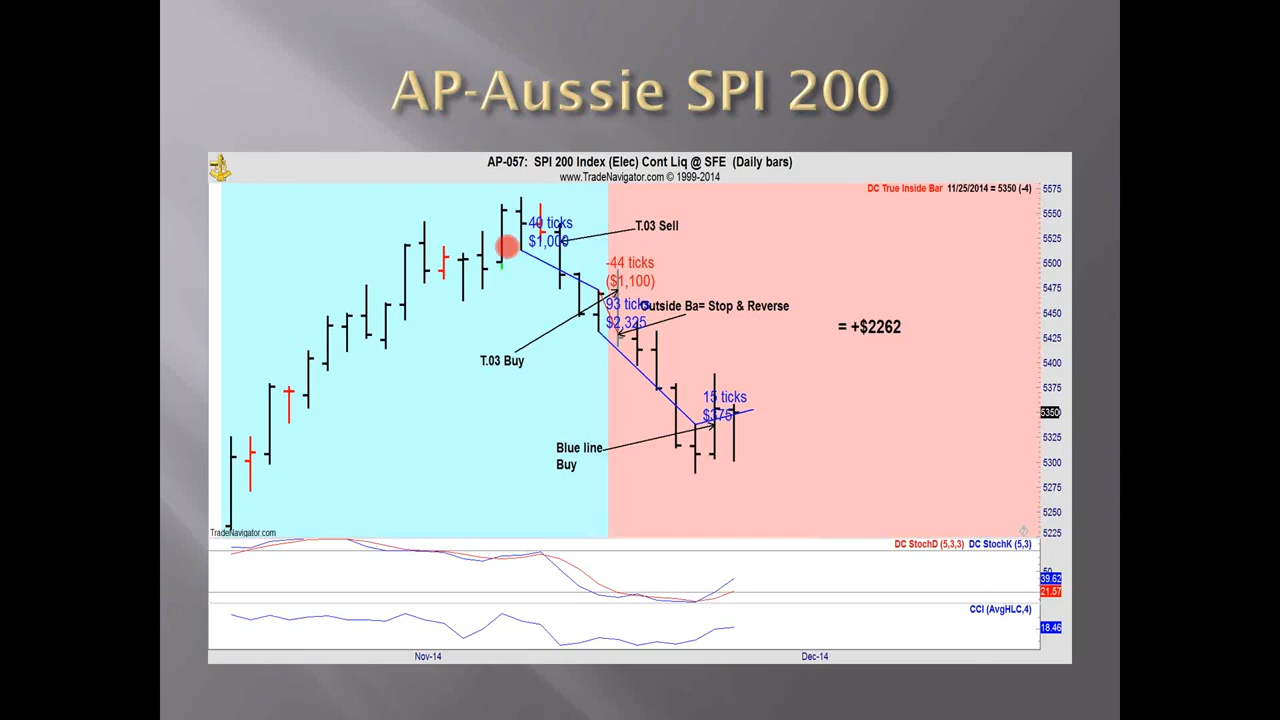 AP-Aussie SPI 200
AP-057: SPI 200 Index (Elec) Cont Liq @ SFE (Daily bars)
www.TradeNavigator.com © 1999-2014
DC True Inside Bar 11/25/2014 = 5350 (-4)
40 ticks
$1,000
T.03 Sell
-44 ticks
($1,100)
93 ticks
$2,325
Outside Ba= Stop & Reverse
= +$2262
T.03 Buy
15 ticks
$375
Blue line
Buy
5575
5550
5525
5500
5475
5450
5425
5400
5375
5350
5325
5300
5275
5250
5225
TradeNavigator.com
DC StochD (5,3,3) DC StochK (5,3)
50
39.62
21.57
CCI (AvgHLC,4)
18.46
Nov-14
Dec-14